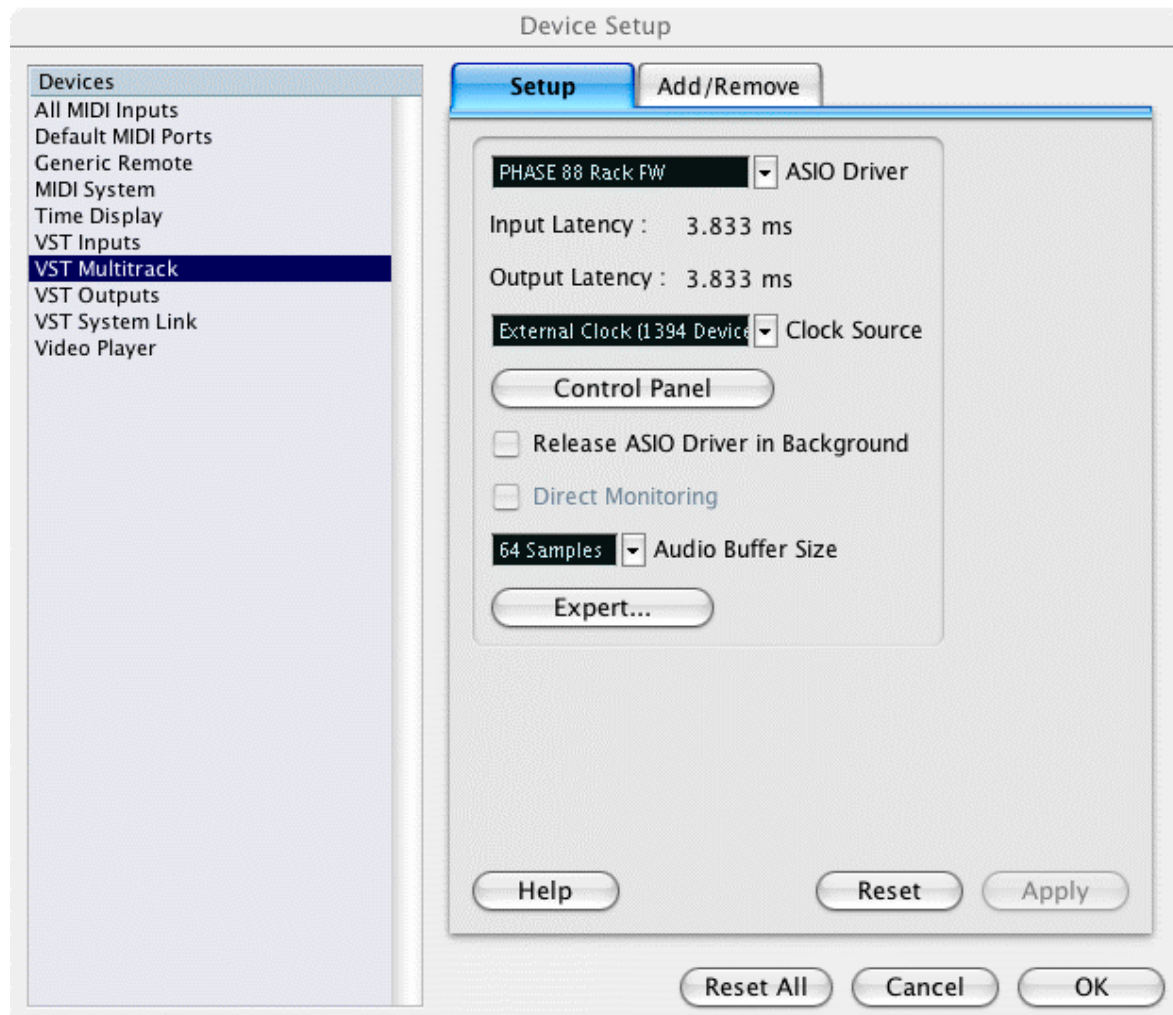 Device Setup
Devices
All MIDI Inputs
Default MIDI Ports
Generic Remote
MIDI System
Time Display
VST Inputs
VST Multitrack
VST Outputs
VST System Link
Video Player
Setup
Add/Remove
PHASE 88 Rack FW ASIO Driver
Input Latency : 3.833 ms
Output Latency : 3.833 ms
External Clock (1394 Device Clock Source
Control Panel
Release ASIO Driver in Background
Direct Monitoring
64 Samples Audio Buffer Size
Expert...
Help Reset Apply
Reset All Cancel OK